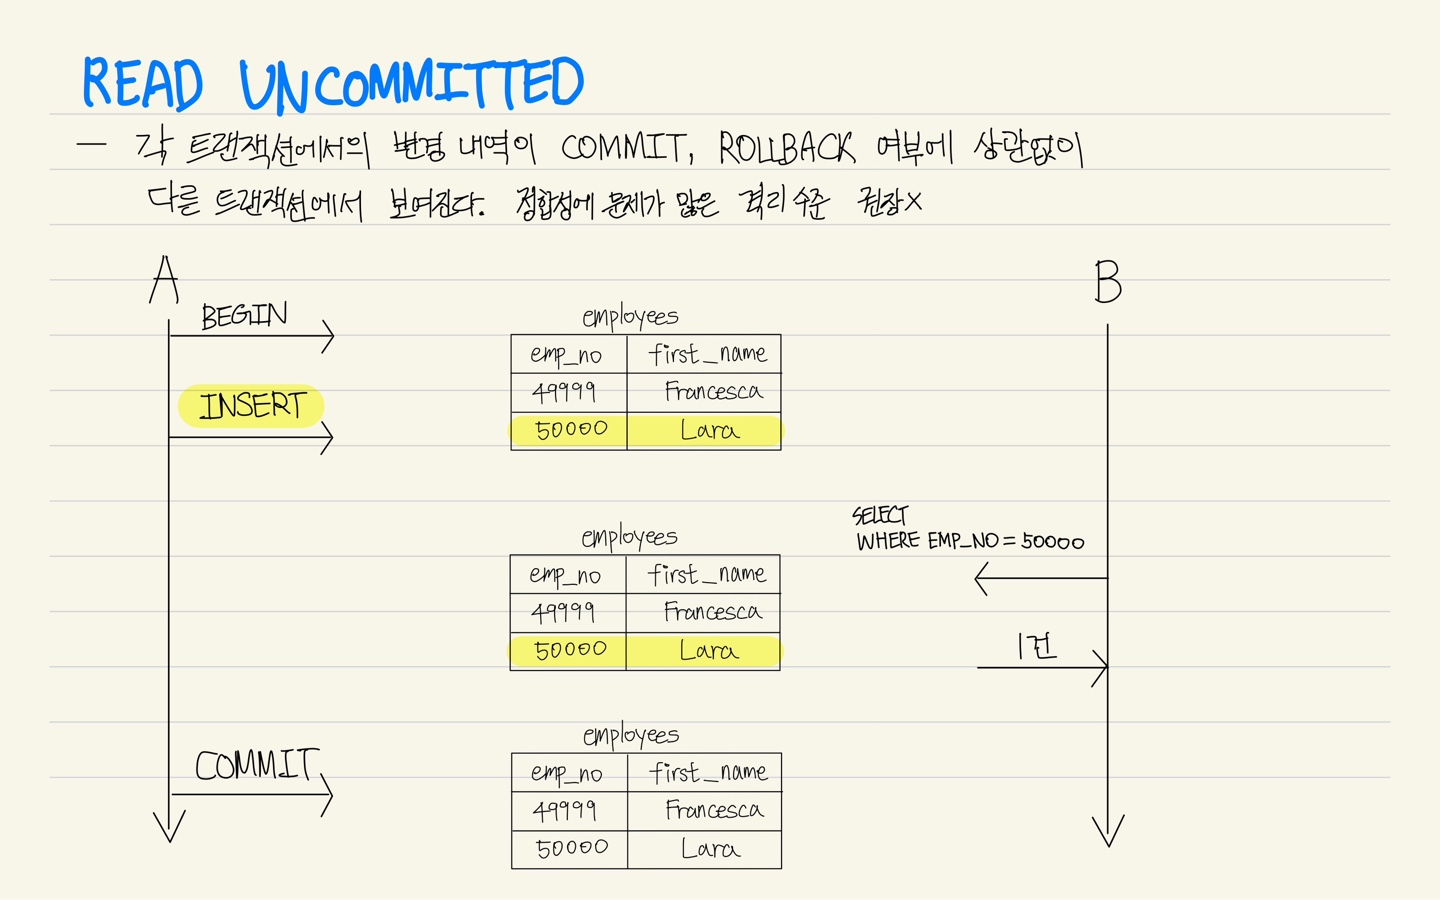 READ UNCOMMITTED
— 각 트랜잭션에서의 변경 내역이 COMMIT, ROLLBACK 여부에 상관없이
다른 트랜잭션에서 보여진다. 정합성에 문제가 많은 격리 수준 권장X
A
B
BEGIN
employees
emp_no first_name
49999 Francesca
INSERT
50000 Lara
SELECT
WHERE EMP_NO = 50000
employees
emp_no first_name
49999 Francesca
50000 Lara
1건
COMMIT
employees
emp_no first_name
49999 Francesca
50000 Lara